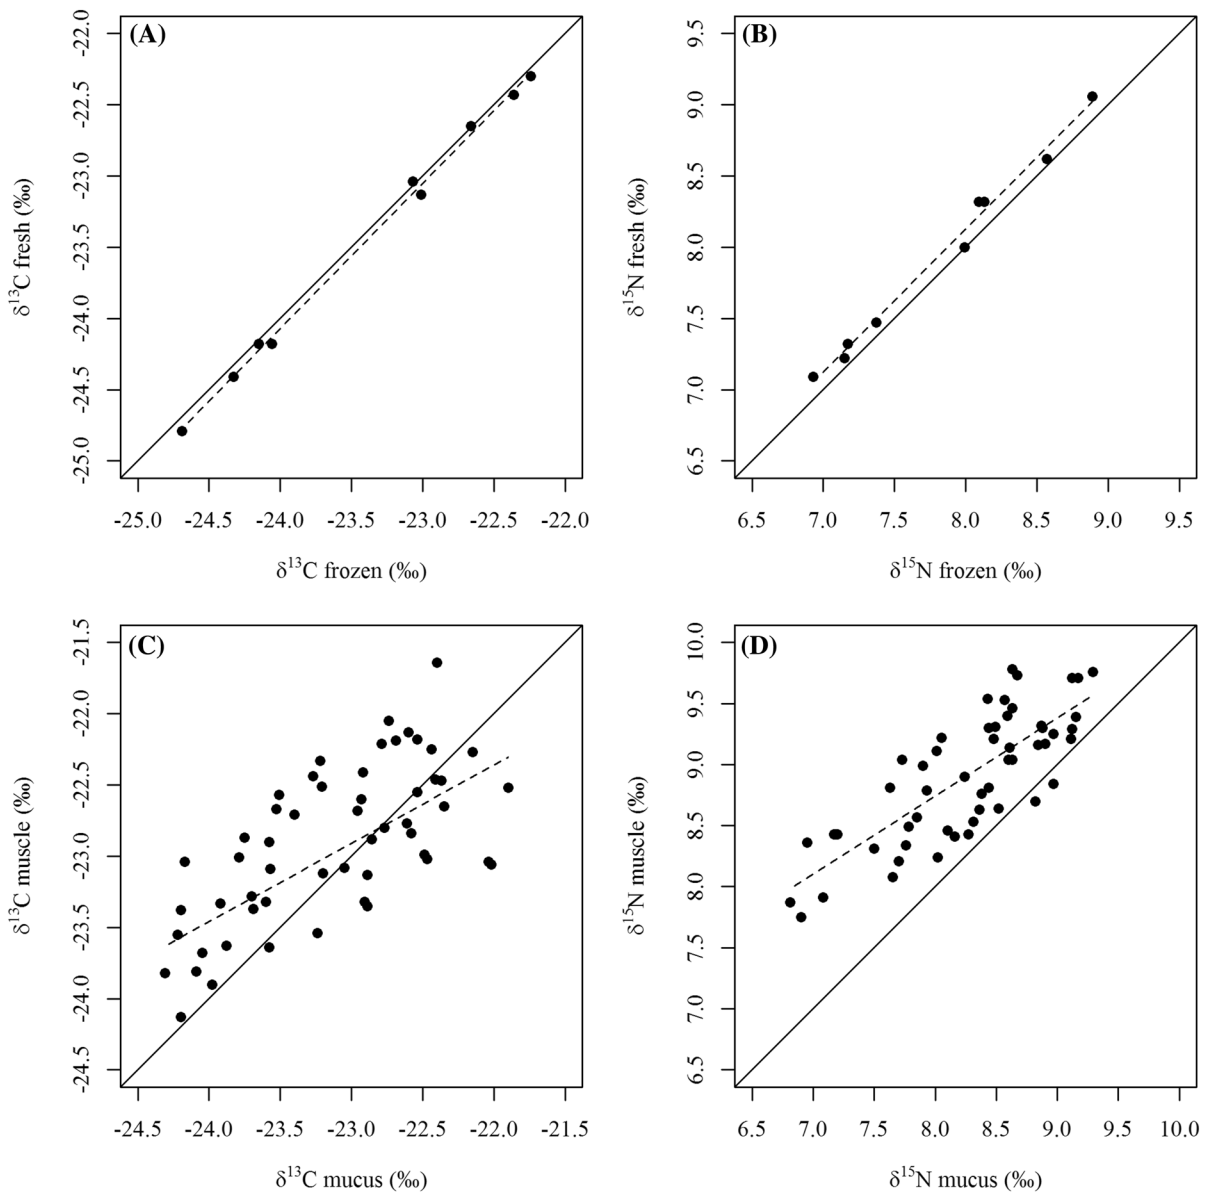 (A)
-22.0
-22.5
-23.0
-23.5
-24.0
-24.5
-25.0
δ13C fresh (‰)
-25.0 -24.5 -24.0 -23.5 -23.0 -22.5 -22.0
δ13C frozen (‰)
(B)
9.5
9.0
8.5
8.0
7.5
7.0
6.5
δ15N fresh (‰)
6.5 7.0 7.5 8.0 8.5 9.0 9.5
δ15N frozen (‰)
(C)
-21.5
-22.0
-22.5
-23.0
-23.5
-24.0
-24.5
δ13C muscle (‰)
-24.5 -24.0 -23.5 -23.0 -22.5 -22.0 -21.5
δ13C mucus (‰)
(D)
10.0
9.5
9.0
8.5
8.0
7.5
7.0
6.5
δ15N muscle (‰)
6.5 7.0 7.5 8.0 8.5 9.0 9.5 10.0
δ15N mucus (‰)